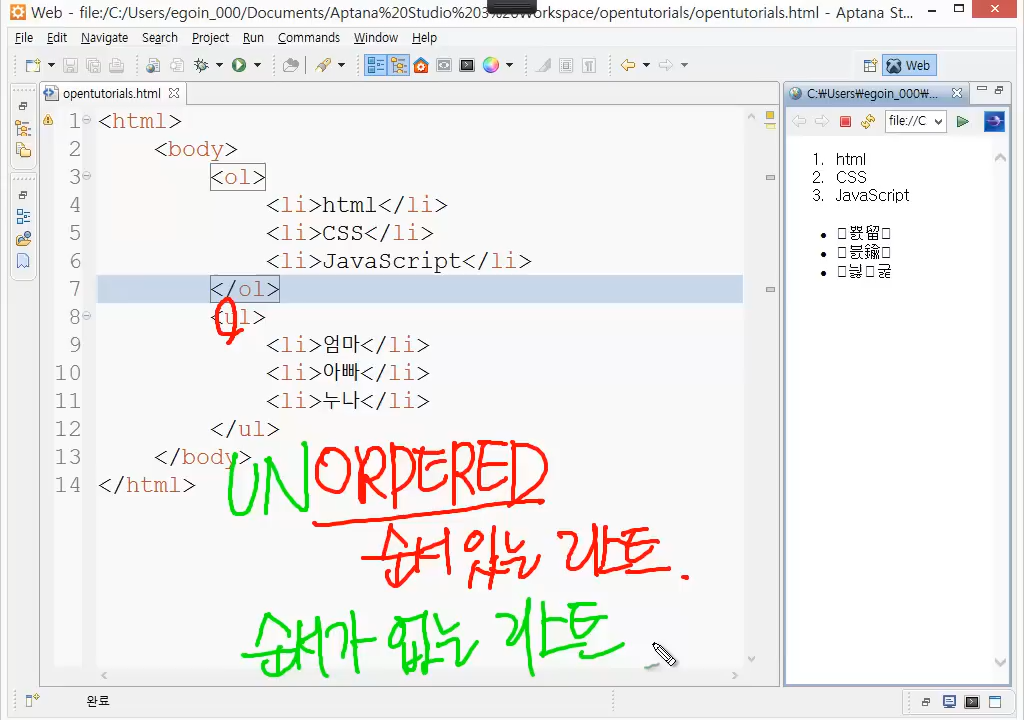 Web - file:/C:/Users/egoin_000/Documents/Aptana%20Studio%203%20Workspace/opentutorials/opentutorials.html - Aptana St...
File Edit Navigate Search Project Run Commands Window Help
Web
opentutorials.html
C:₩Users₩egoin_000₩...
file://C
1 <html>
2 <body>
3 <ol>
4 <li>html</li>
5 <li>CSS</li>
6 <li>JavaScript</li>
7 </ol>
8 <ul>
9 <li>엄마</li>
10 <li>아빠</li>
11 <li>누나</li>
12 </ul>
13 </body>
14 </html>
UNORDERED
순서 있는 리스트.
순서가 없는 리스트
1. html
2. CSS
3. JavaScript
완료